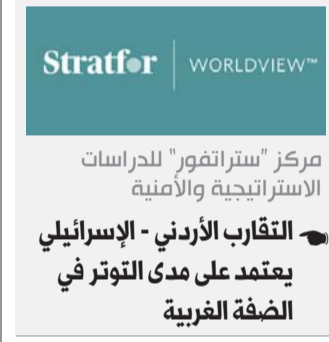 Stratfor WORLDVIEW™
مركز "ستراتفور" للدراسات
الاستراتيجية والأمنية
التقارب الأردني - الإسرائيلي
يعتمد على مدى التوتر في
الضفة الغربية